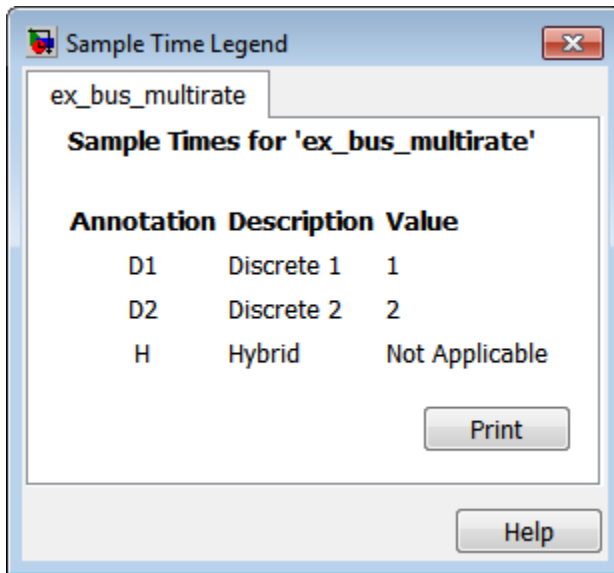 Sample Time Legend
ex_bus_multirate
Sample Times for 'ex_bus_multirate'
Annotation Description Value
D1 Discrete 1 1
D2 Discrete 2 2
H Hybrid Not Applicable
Print
Help